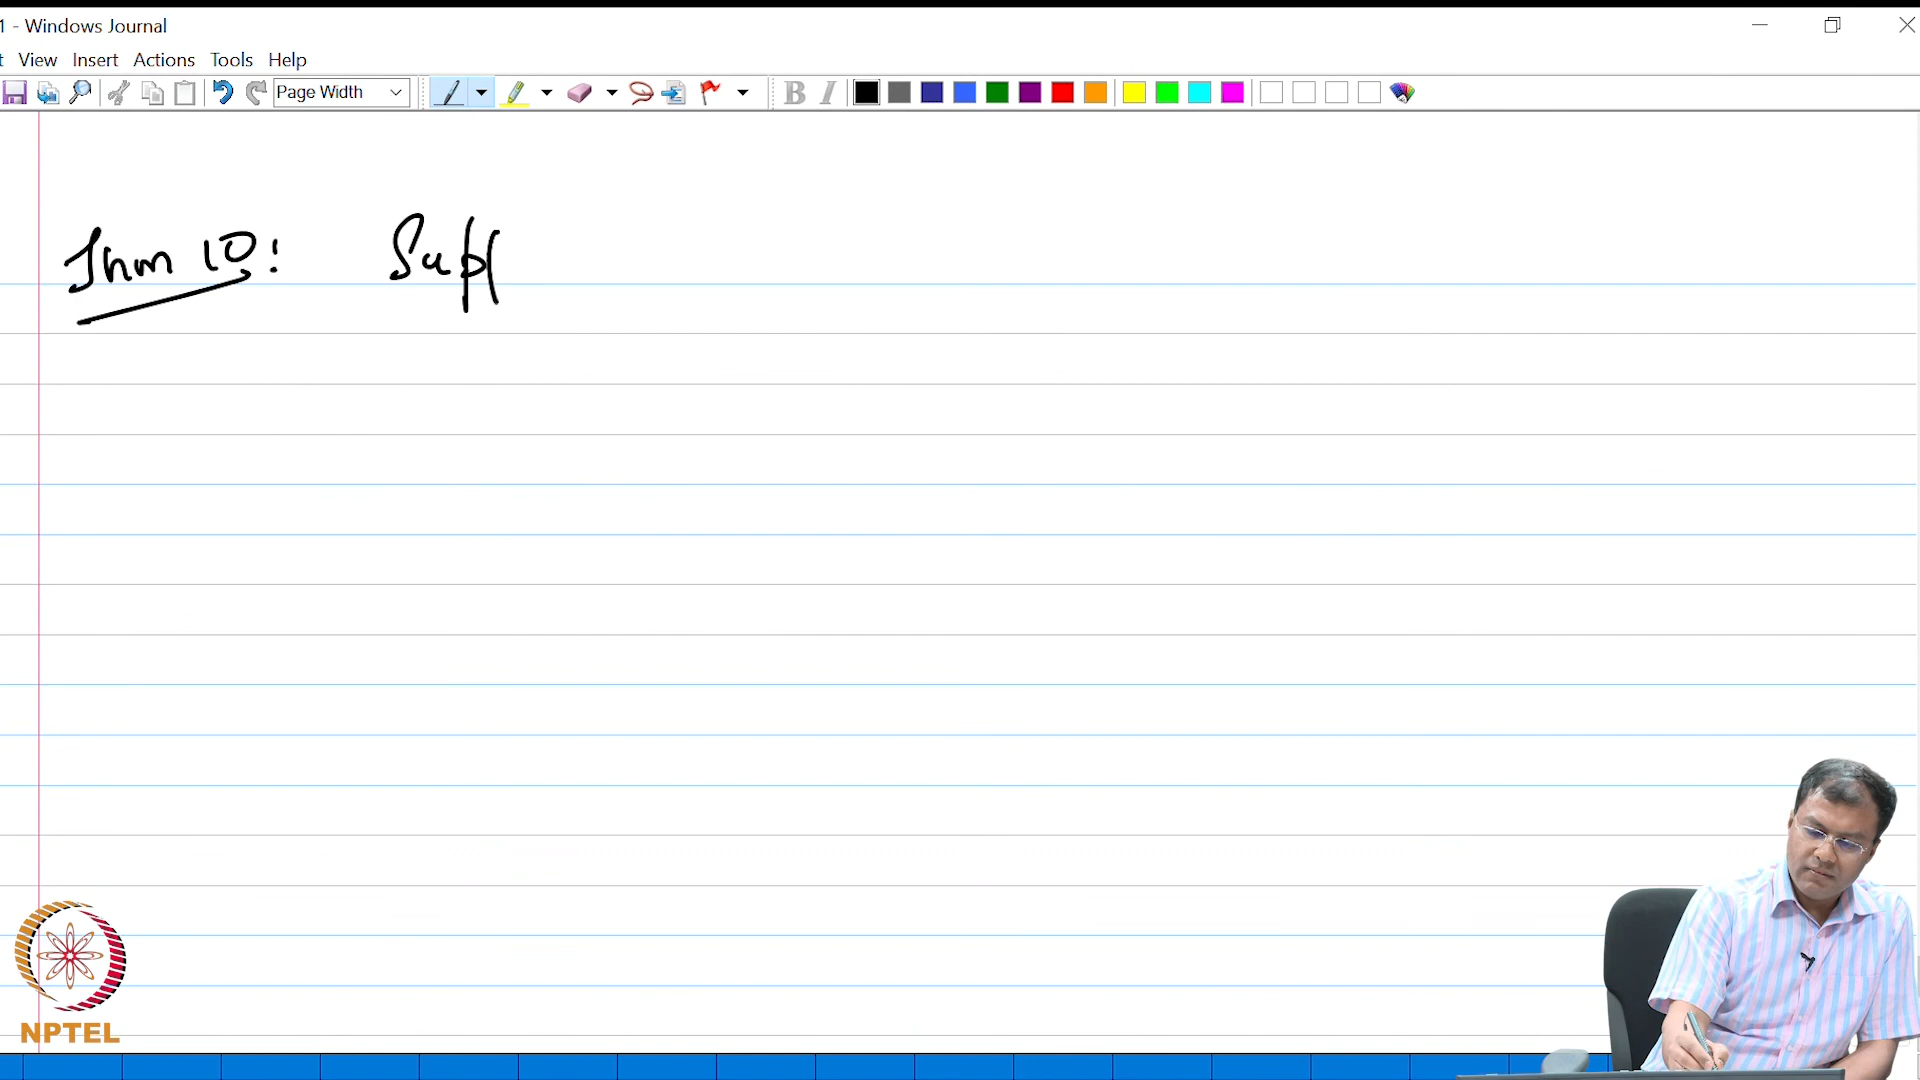 1 - Windows Journal
t View Insert Actions Tools Help
Page Width B I
Thm 10: Supp
NPTEL